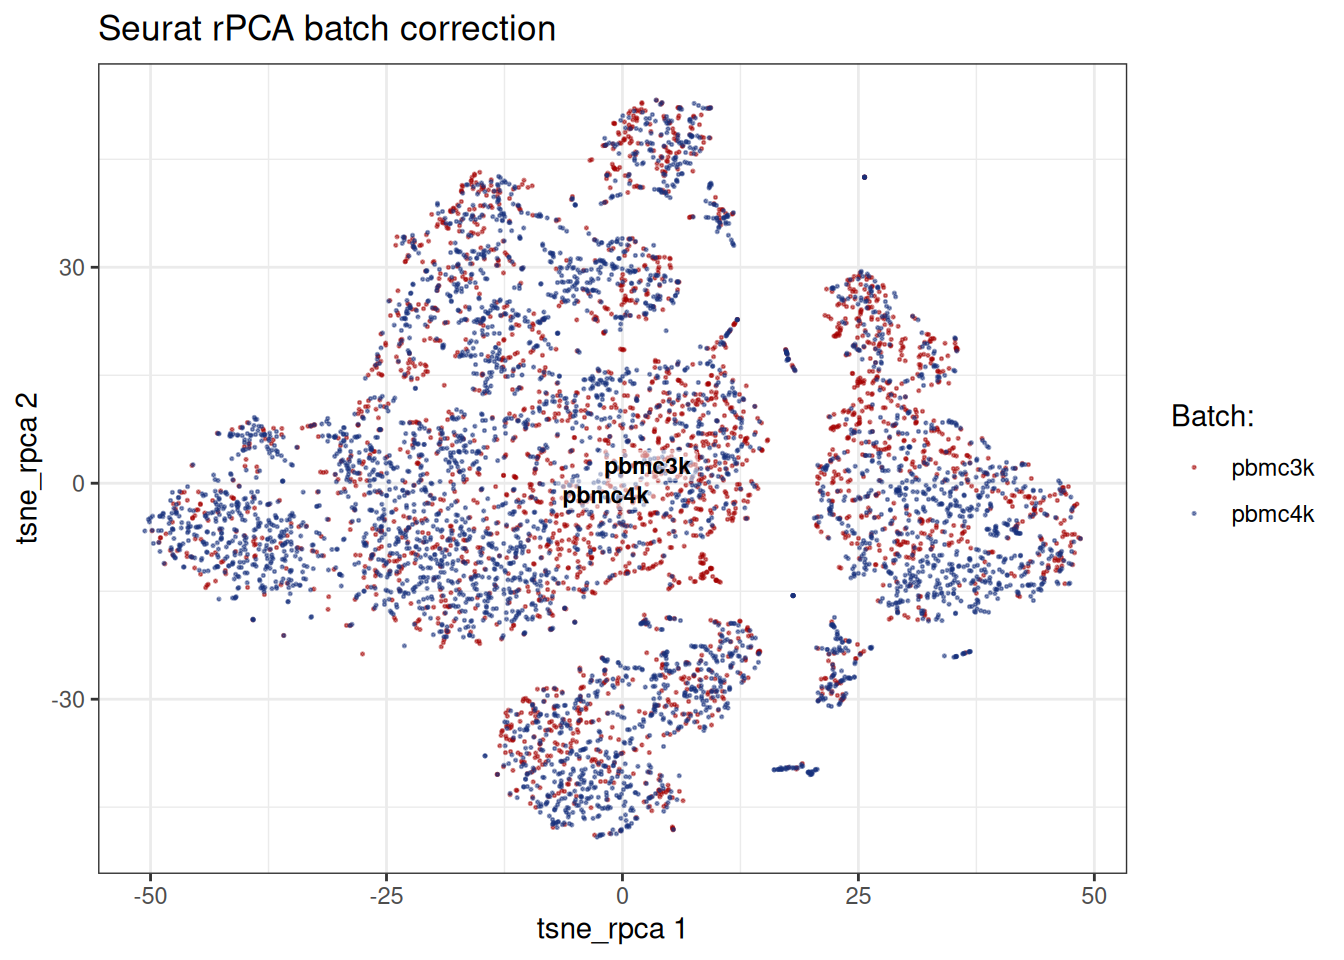 Seurat rPCA batch correction
tsne_rpca 2
30
0
-30
pbmc3k
pbmc4k
-50
-25
0
25
50
tsne_rpca 1
Batch:
pbmc3k
pbmc4k